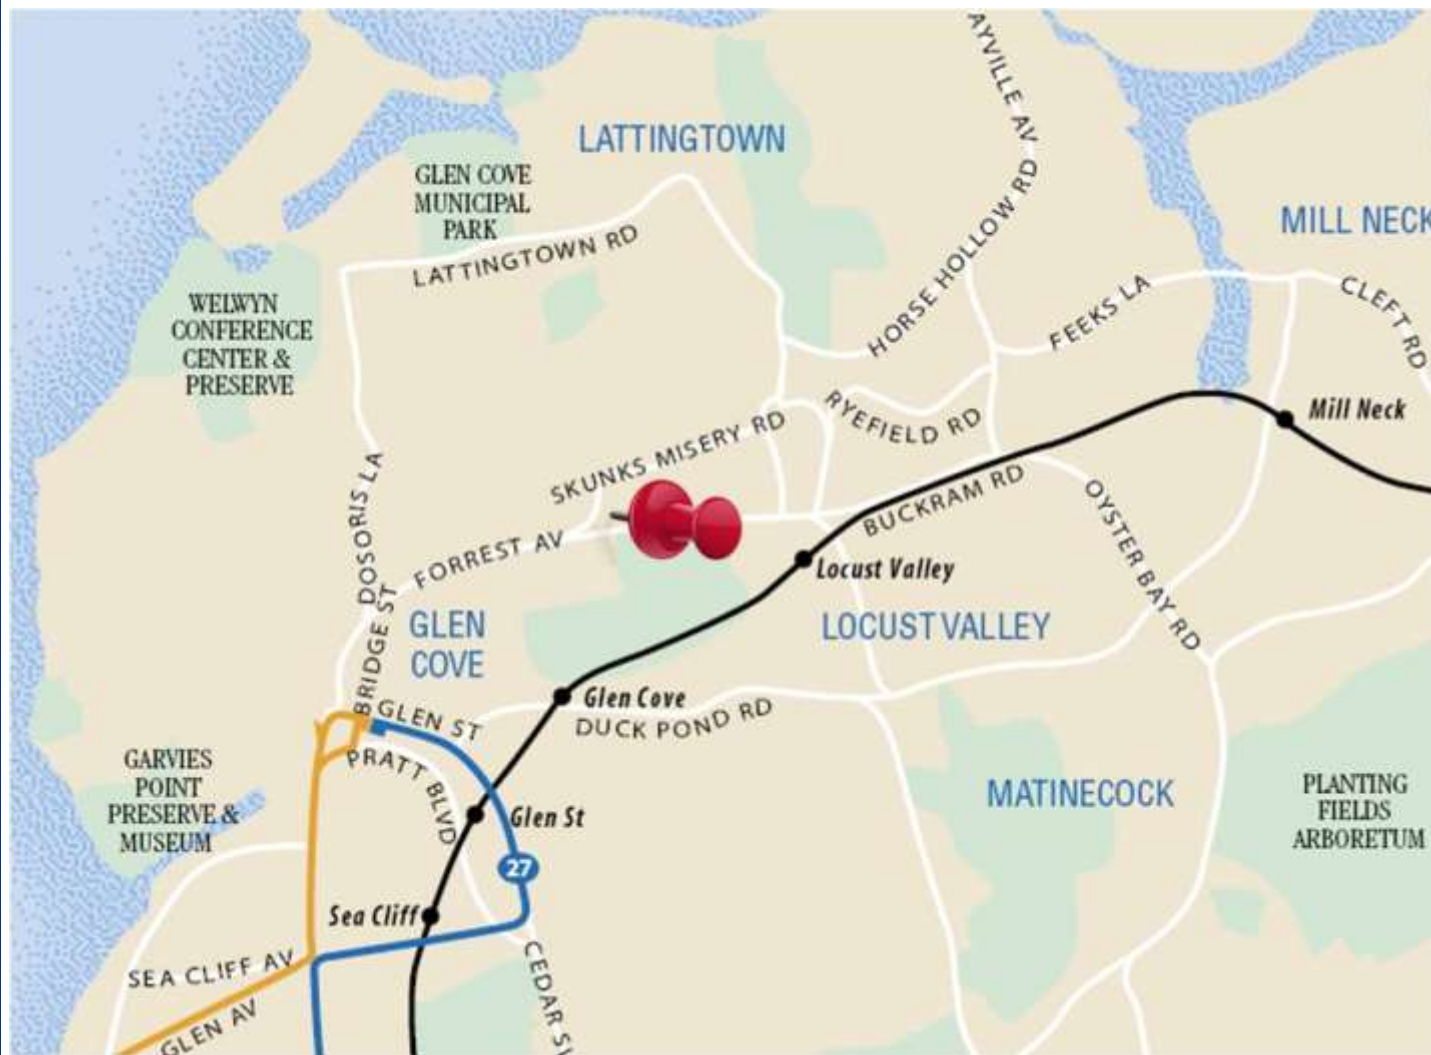 AYVILLE AV
LATTINGTOWN
GLEN COVE
MUNICIPAL
PARK
LATTINGTOWN RD
HORSE HOLLOW RD
MILL NECK
WELWYN
CONFERENCE
CENTER &
PRESERVE
FEEKS LA
CLEFT RD
RYEFIELD RD
Mill Neck
SKUNKS MISERY RD
DOSORIS LA
BUCKRAM RD
OYSTER BAY RD
FORREST AV
Locust Valley
BRIDGE ST
GLEN
COVE
LOCUST VALLEY
Glen Cove
GLEN ST
DUCK POND RD
PRATT BLVD
GARVIES
POINT
PRESERVE &
MUSEUM
MATINECOCK
PLANTING
FIELDS
ARBORETUM
Glen St
27
Sea Cliff
SEA CLIFF AV
CEDAR S
GLEN AV